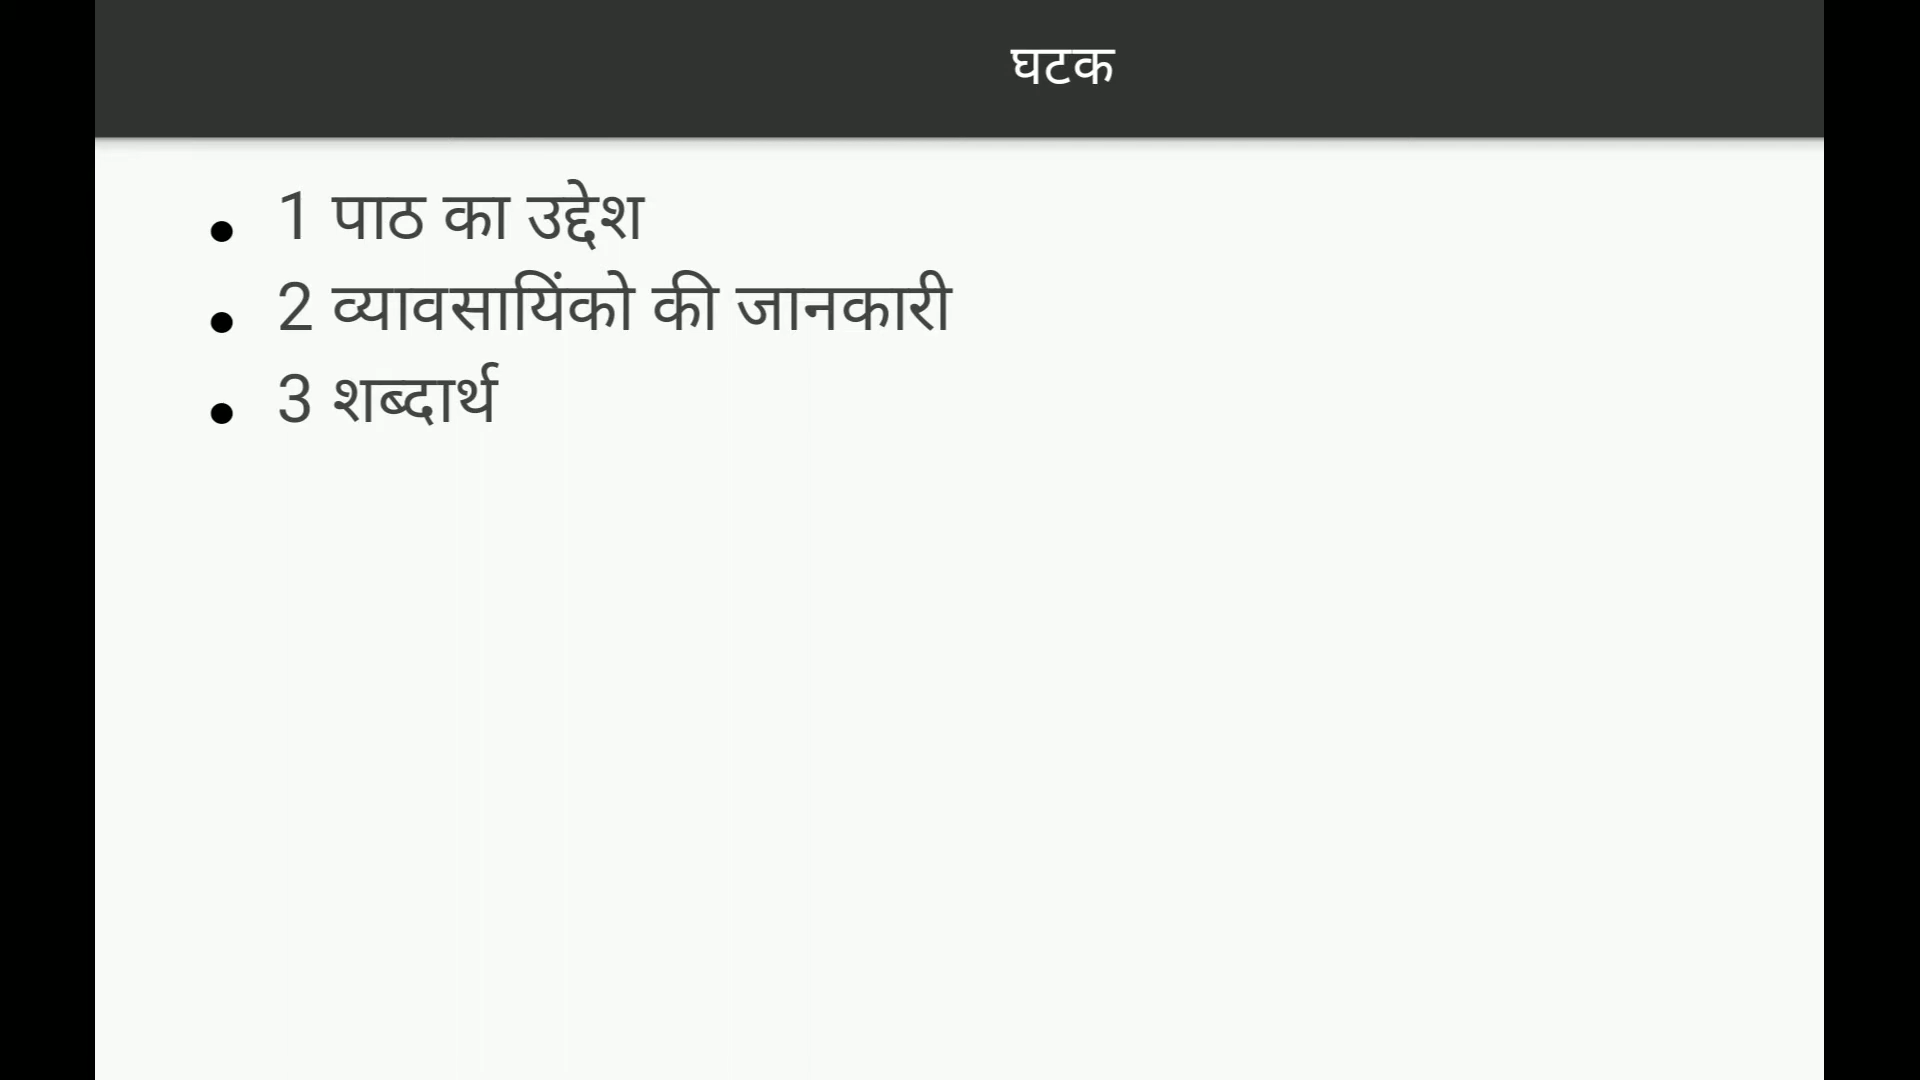 घटक
1 पाठ का उद्देश
2 व्यावसायिंको की जानकारी
3 शब्दार्थ